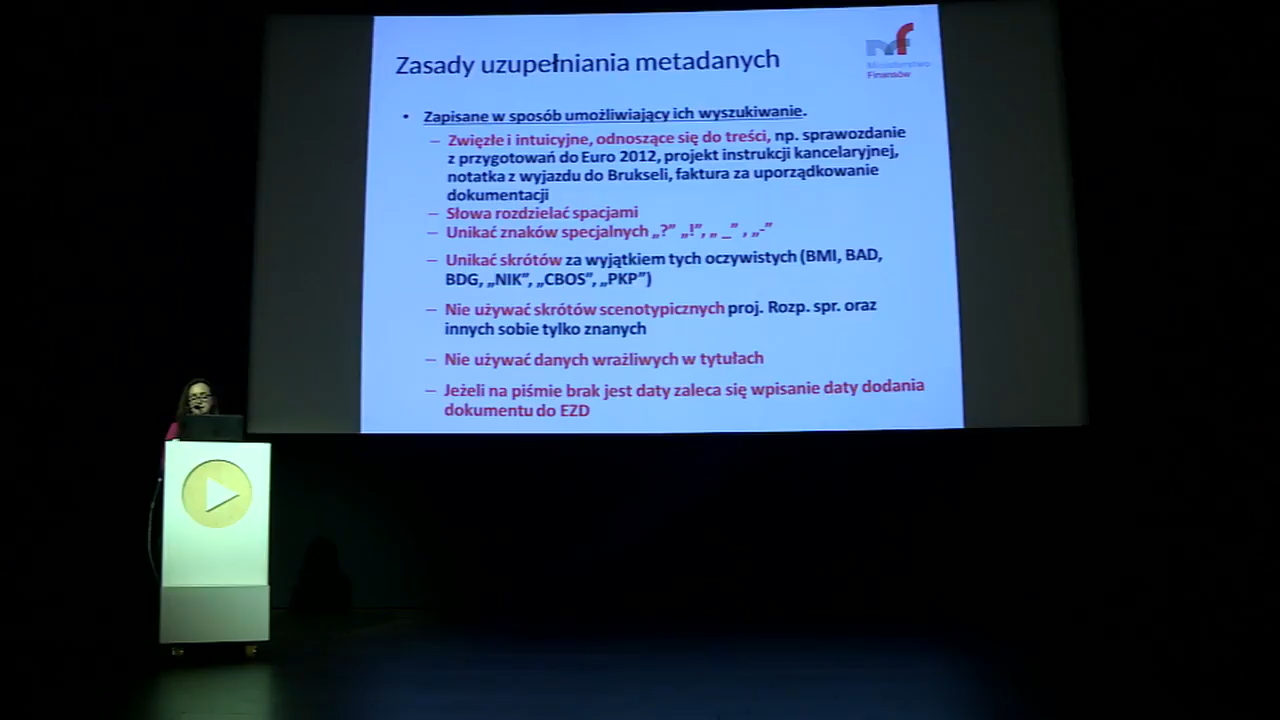 Zasady uzupełniania metadanych
mf
Ministerstwo
Finansów
• Zapisane w sposób umożliwiający ich wyszukiwanie.
– Zwięzłe i intuicyjne, odnoszące się do treści, np. sprawozdanie
z przygotowań do Euro 2012, projekt instrukcji kancelaryjnej,
notatka z wyjazdu do Brukseli, faktura za uporządkowanie
dokumentacji
– Słowa rozdzielać spacjami
– Unikać znaków specjalnych „?” „!”, „ _” , „-”
– Unikać skrótów za wyjątkiem tych oczywistych (BMI, BAD,
BDG, „NIK”, „CBOS”, „PKP”)
– Nie używać skrótów scenotypicznych proj. Rozp. spr. oraz
innych sobie tylko znanych
– Nie używać danych wrażliwych w tytułach
– Jeżeli na piśmie brak jest daty zaleca się wpisanie daty dodania
dokumentu do EZD